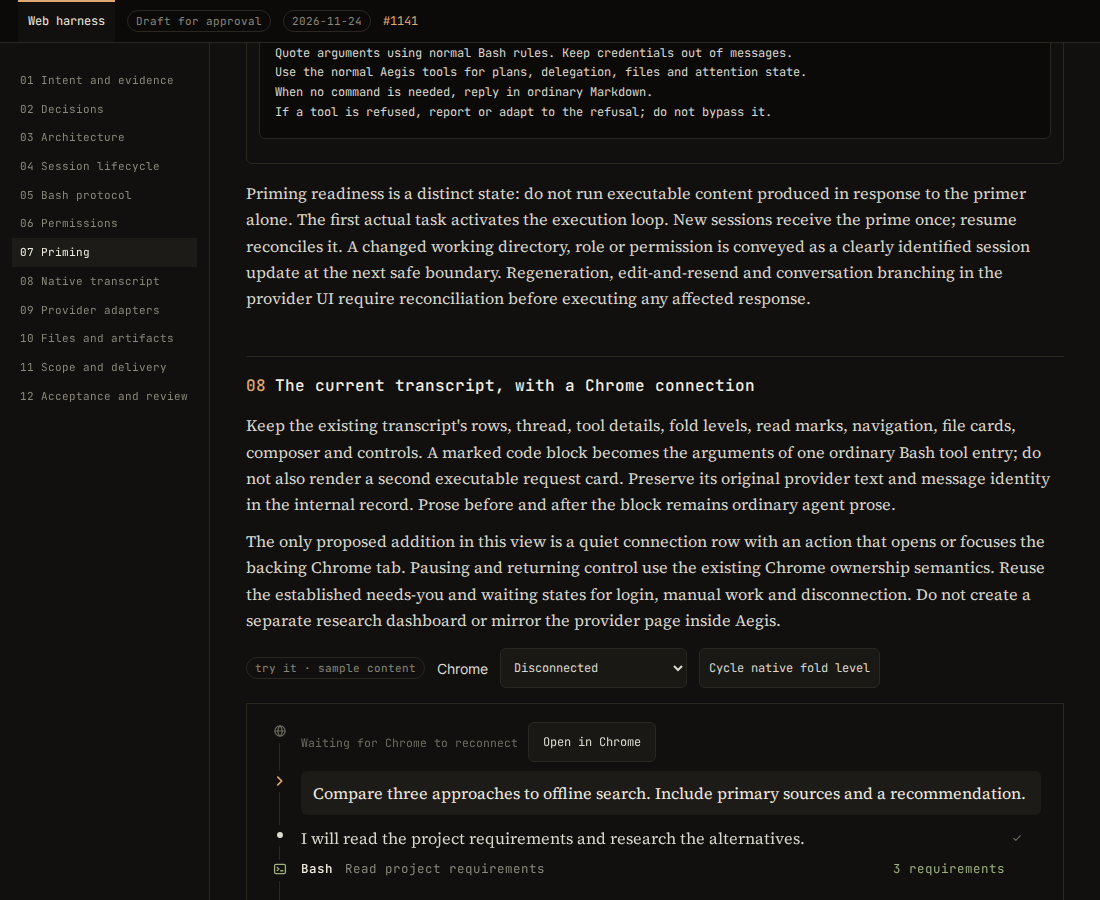 Web harness
Draft for approval
2026-11-24
#1141
01 Intent and evidence
02 Decisions
03 Architecture
04 Session lifecycle
05 Bash protocol
06 Permissions
07 Priming
08 Native transcript
09 Provider adapters
10 Files and artifacts
11 Scope and delivery
12 Acceptance and review
Quote arguments using normal Bash rules. Keep credentials out of messages.
Use the normal Aegis tools for plans, delegation, files and attention state.
When no command is needed, reply in ordinary Markdown.
If a tool is refused, report or adapt to the refusal; do not bypass it.
Priming readiness is a distinct state: do not run executable content produced in response to the primer
alone. The first actual task activates the execution loop. New sessions receive the prime once; resume
reconciles it. A changed working directory, role or permission is conveyed as a clearly identified session
update at the next safe boundary. Regeneration, edit-and-resend and conversation branching in the
provider UI require reconciliation before executing any affected response.
08 The current transcript, with a Chrome connection
Keep the existing transcript's rows, thread, tool details, fold levels, read marks, navigation, file cards,
composer and controls. A marked code block becomes the arguments of one ordinary Bash tool entry; do
not also render a second executable request card. Preserve its original provider text and message identity
in the internal record. Prose before and after the block remains ordinary agent prose.
The only proposed addition in this view is a quiet connection row with an action that opens or focuses the
backing Chrome tab. Pausing and returning control use the existing Chrome ownership semantics. Reuse
the established needs-you and waiting states for login, manual work and disconnection. Do not create a
separate research dashboard or mirror the provider page inside Aegis.
try it · sample content
Chrome
Disconnected
Cycle native fold level
Waiting for Chrome to reconnect
Open in Chrome
Compare three approaches to offline search. Include primary sources and a recommendation.
I will read the project requirements and research the alternatives.
Bash Read project requirements
3 requirements